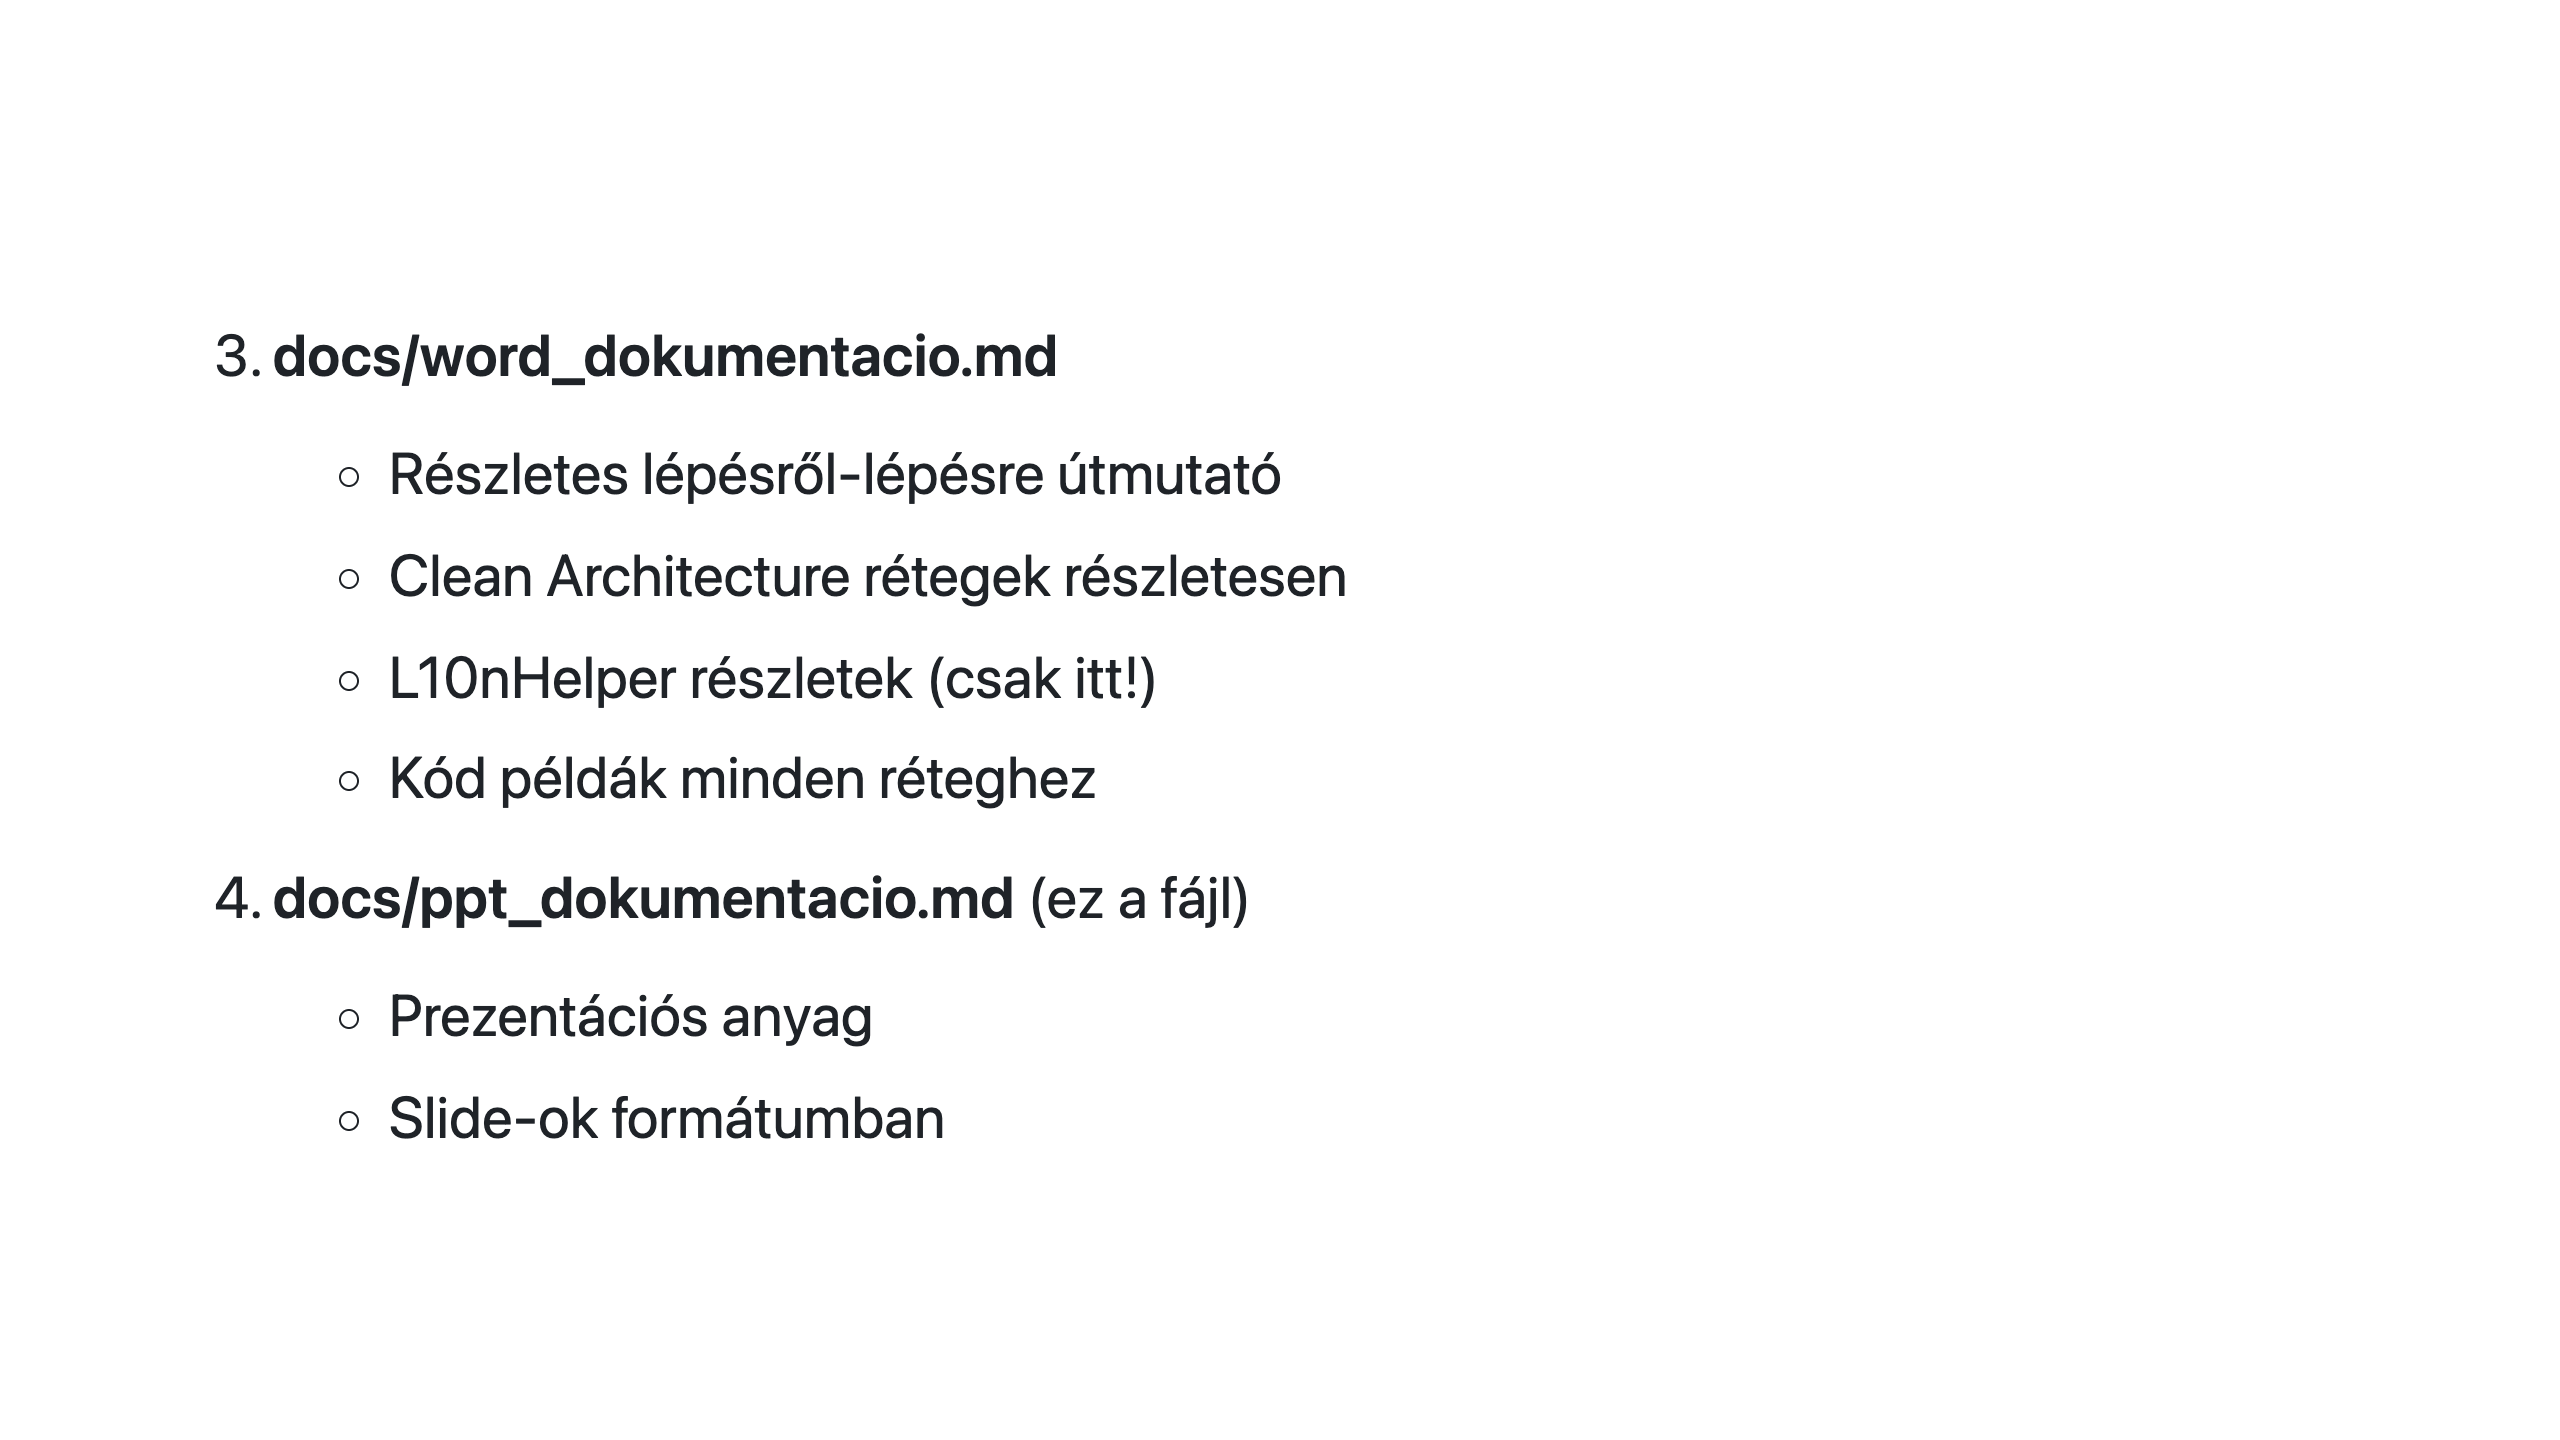 3. docs/word_dokumentacio.md
Részletes lépésről-lépésre útmutató
Clean Architecture rétegek részletesen
L10nHelper részletek (csak itt!)
Kód példák minden réteghez
4. docs/ppt_dokumentacio.md (ez a fájl)
Prezentációs anyag
Slide-ok formátumban